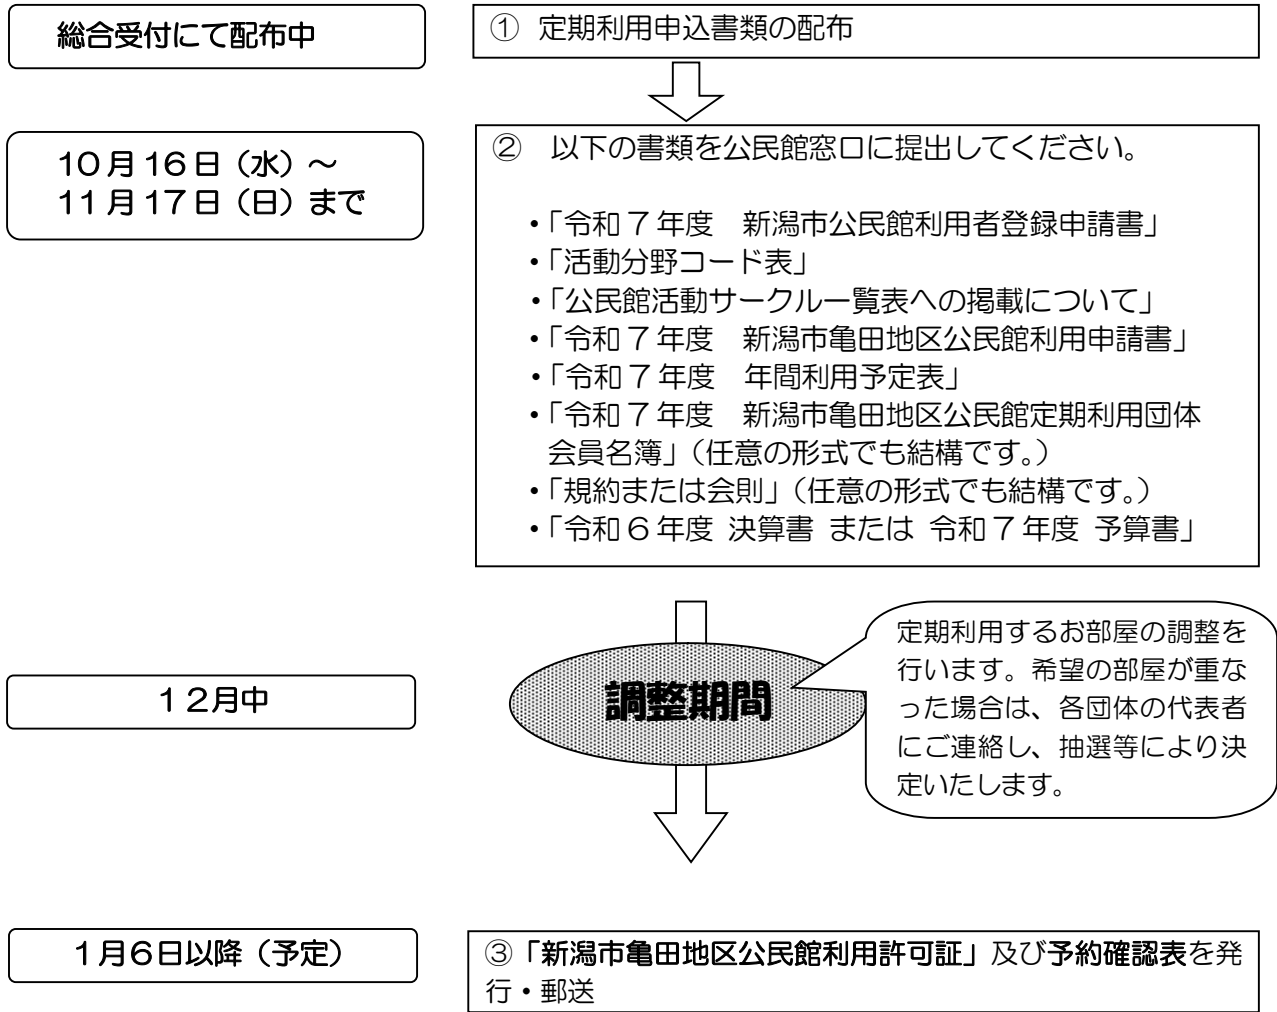 総合受付にて配布中
① 定期利用申込書類の配布
10月16日（水）～
11月17日（日）まで
②　以下の書類を公民館窓口に提出してください。
・「令和７年度　新潟市公民館利用者登録申請書」
・「活動分野コード表」
・「公民館活動サークル一覧表への掲載について」
・「令和７年度　新潟市亀田地区公民館利用申請書」
・「令和７年度　年間利用予定表」
・「令和７年度　新潟市亀田地区公民館定期利用団体
会員名簿」（任意の形式でも結構です。）
・「規約または会則」（任意の形式でも結構です。）
・「令和６年度 決算書 または 令和７年度 予算書」
１２月中
調整期間
定期利用するお部屋の調整を
行います。希望の部屋が重な
った場合は、各団体の代表者
にご連絡し、抽選等により決
定いたします。
１月６日以降（予定）
③「新潟市亀田地区公民館利用許可証」及び予約確認表を発
行・郵送